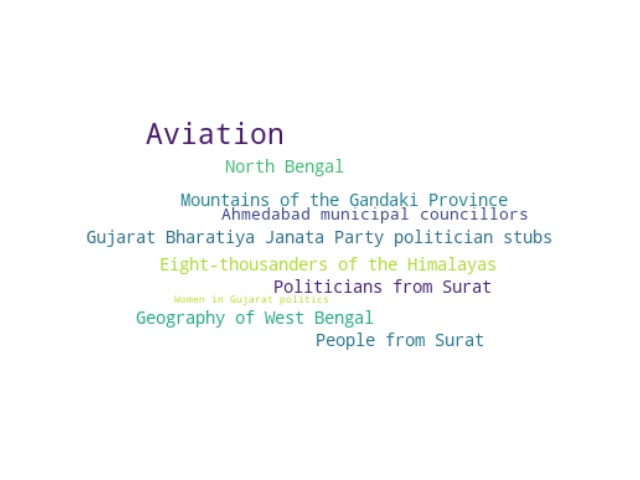 Aviation
North Bengal
Mountains of the Gandaki Province
Ahmedabad municipal councillors
Gujarat Bharatiya Janata Party politician stubs
Eight-thousanders of the Himalayas
Politicians from Surat
Women in Gujarat politics
Geography of West Bengal
People from Surat